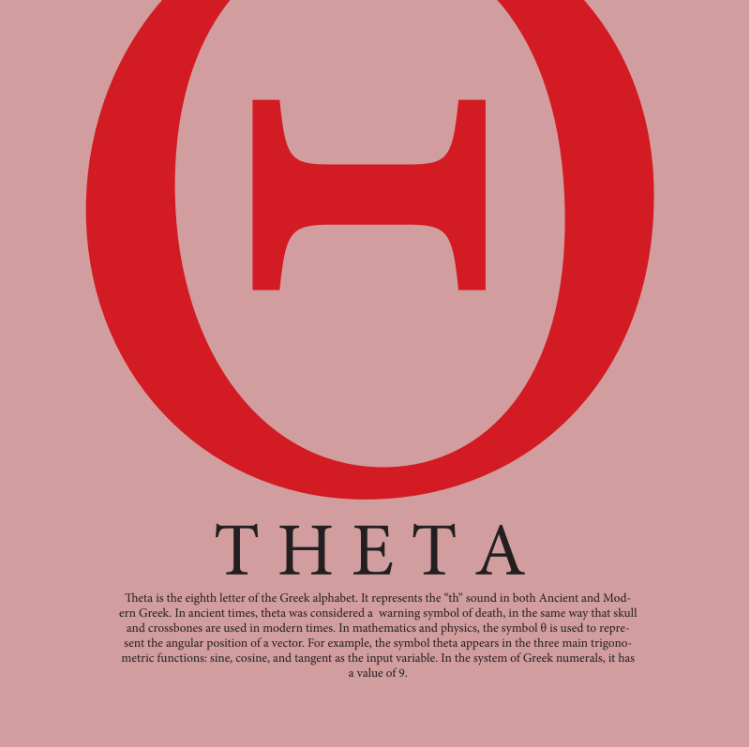 Θ
THETA
Theta is the eighth letter of the Greek alphabet. It represents the “th” sound in both Ancient and Mod-
ern Greek. In ancient times, theta was considered a  warning symbol of death, in the same way that skull
and crossbones are used in modern times. In mathematics and physics, the symbol θ is used to repre-
sent the angular position of a vector. For example, the symbol theta appears in the three main trigono-
metric functions: sine, cosine, and tangent as the input variable. In the system of Greek numerals, it has
a value of 9.